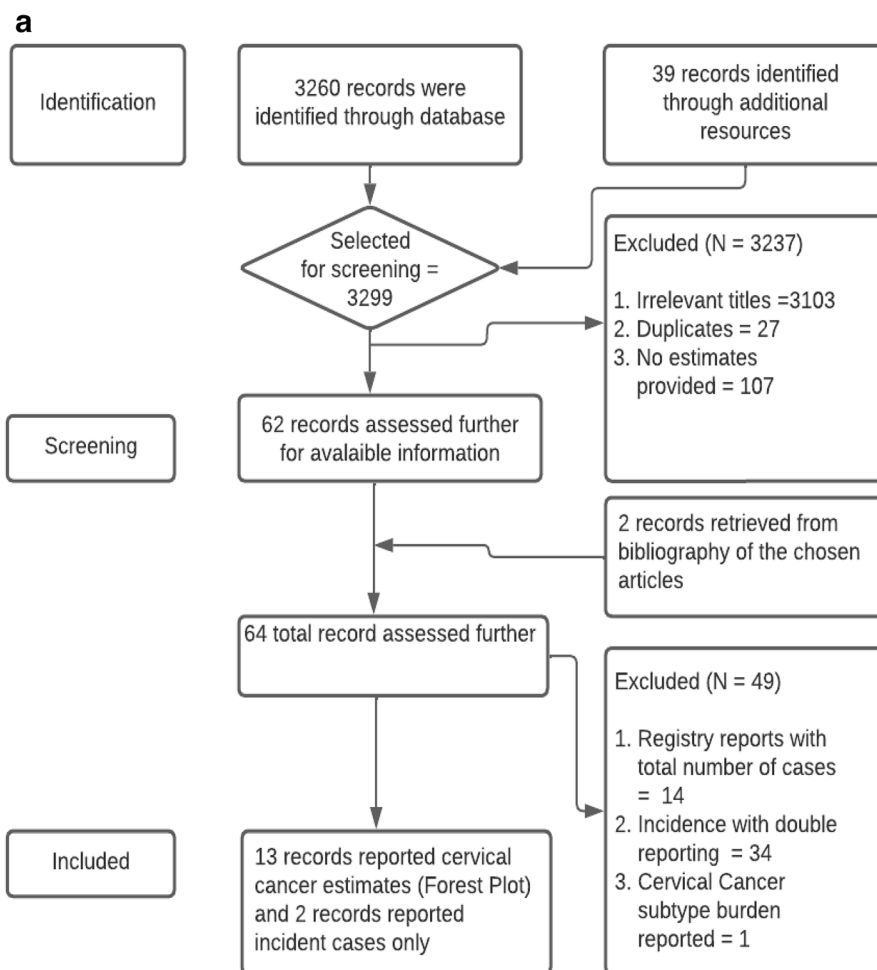 a
Identification
3260 records were
identified through database
39 records identified
through additional
resources
Selected
for screening =
3299
Excluded (N = 3237)
1. Irrelevant titles =3103
2. Duplicates = 27
3. No estimates
provided = 107
Screening
62 records assessed further
for avalaible information
2 records retrieved from
bibliography of the chosen
articles
64 total record assessed further
Excluded (N = 49)
1. Registry reports with
total number of cases
= 14
2. Incidence with double
reporting = 34
3. Cervical Cancer
subtype burden
reported = 1
Included
13 records reported cervical
cancer estimates (Forest Plot)
and 2 records reported
incident cases only